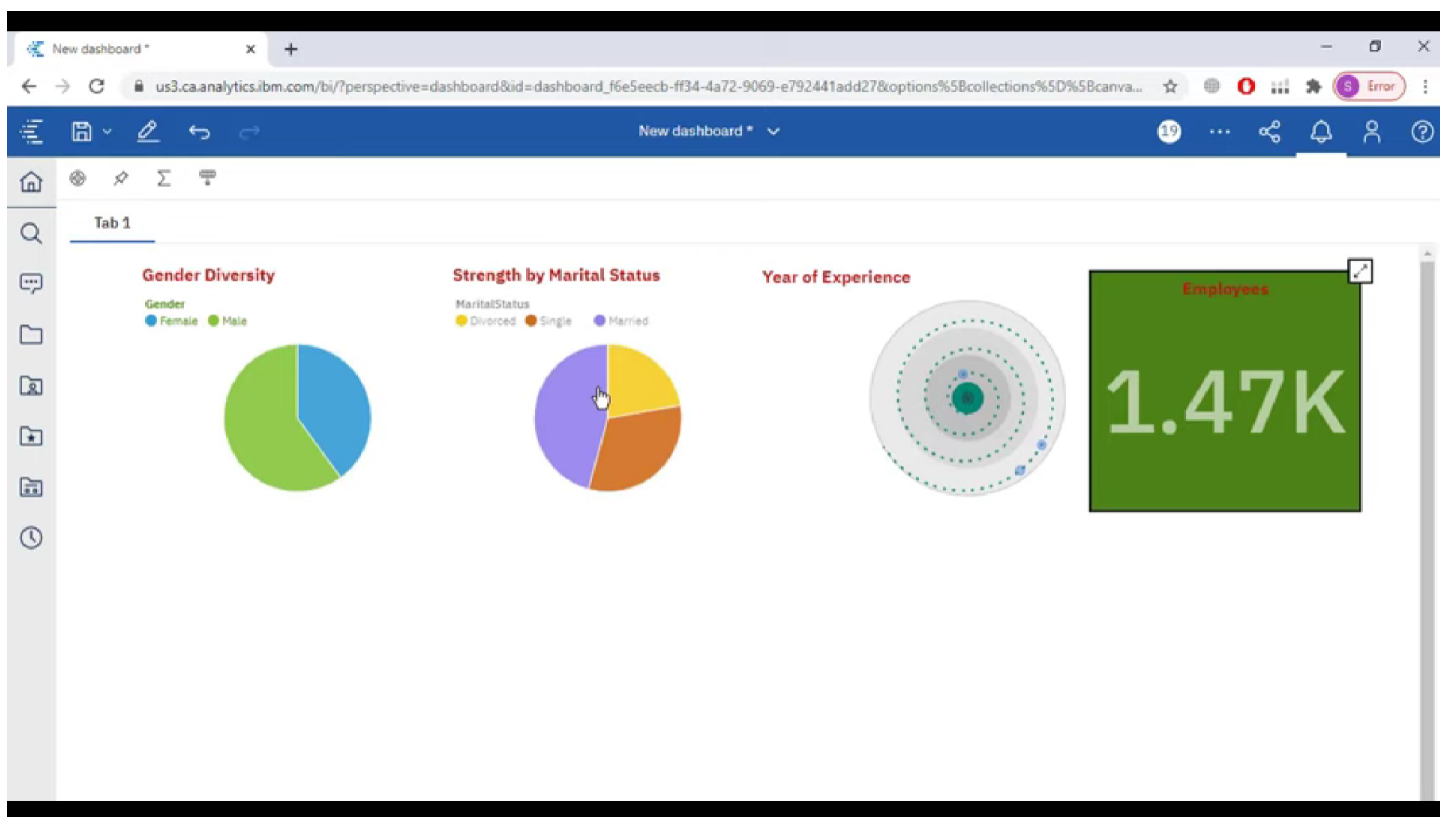 New dashboard *
us3.ca.analytics.ibm.com/bi/?perspective=dashboard&id=dashboard_f6e5eecb-ff34-4a72-9069-e792441add27&options%5Bcollections%5D%5Bcanva...
S Error
New dashboard *
19
Tab 1
Gender Diversity
Gender
Female Male
Strength by Marital Status
MaritalStatus
Divorced Single Married
Year of Experience
Employees
1.47K